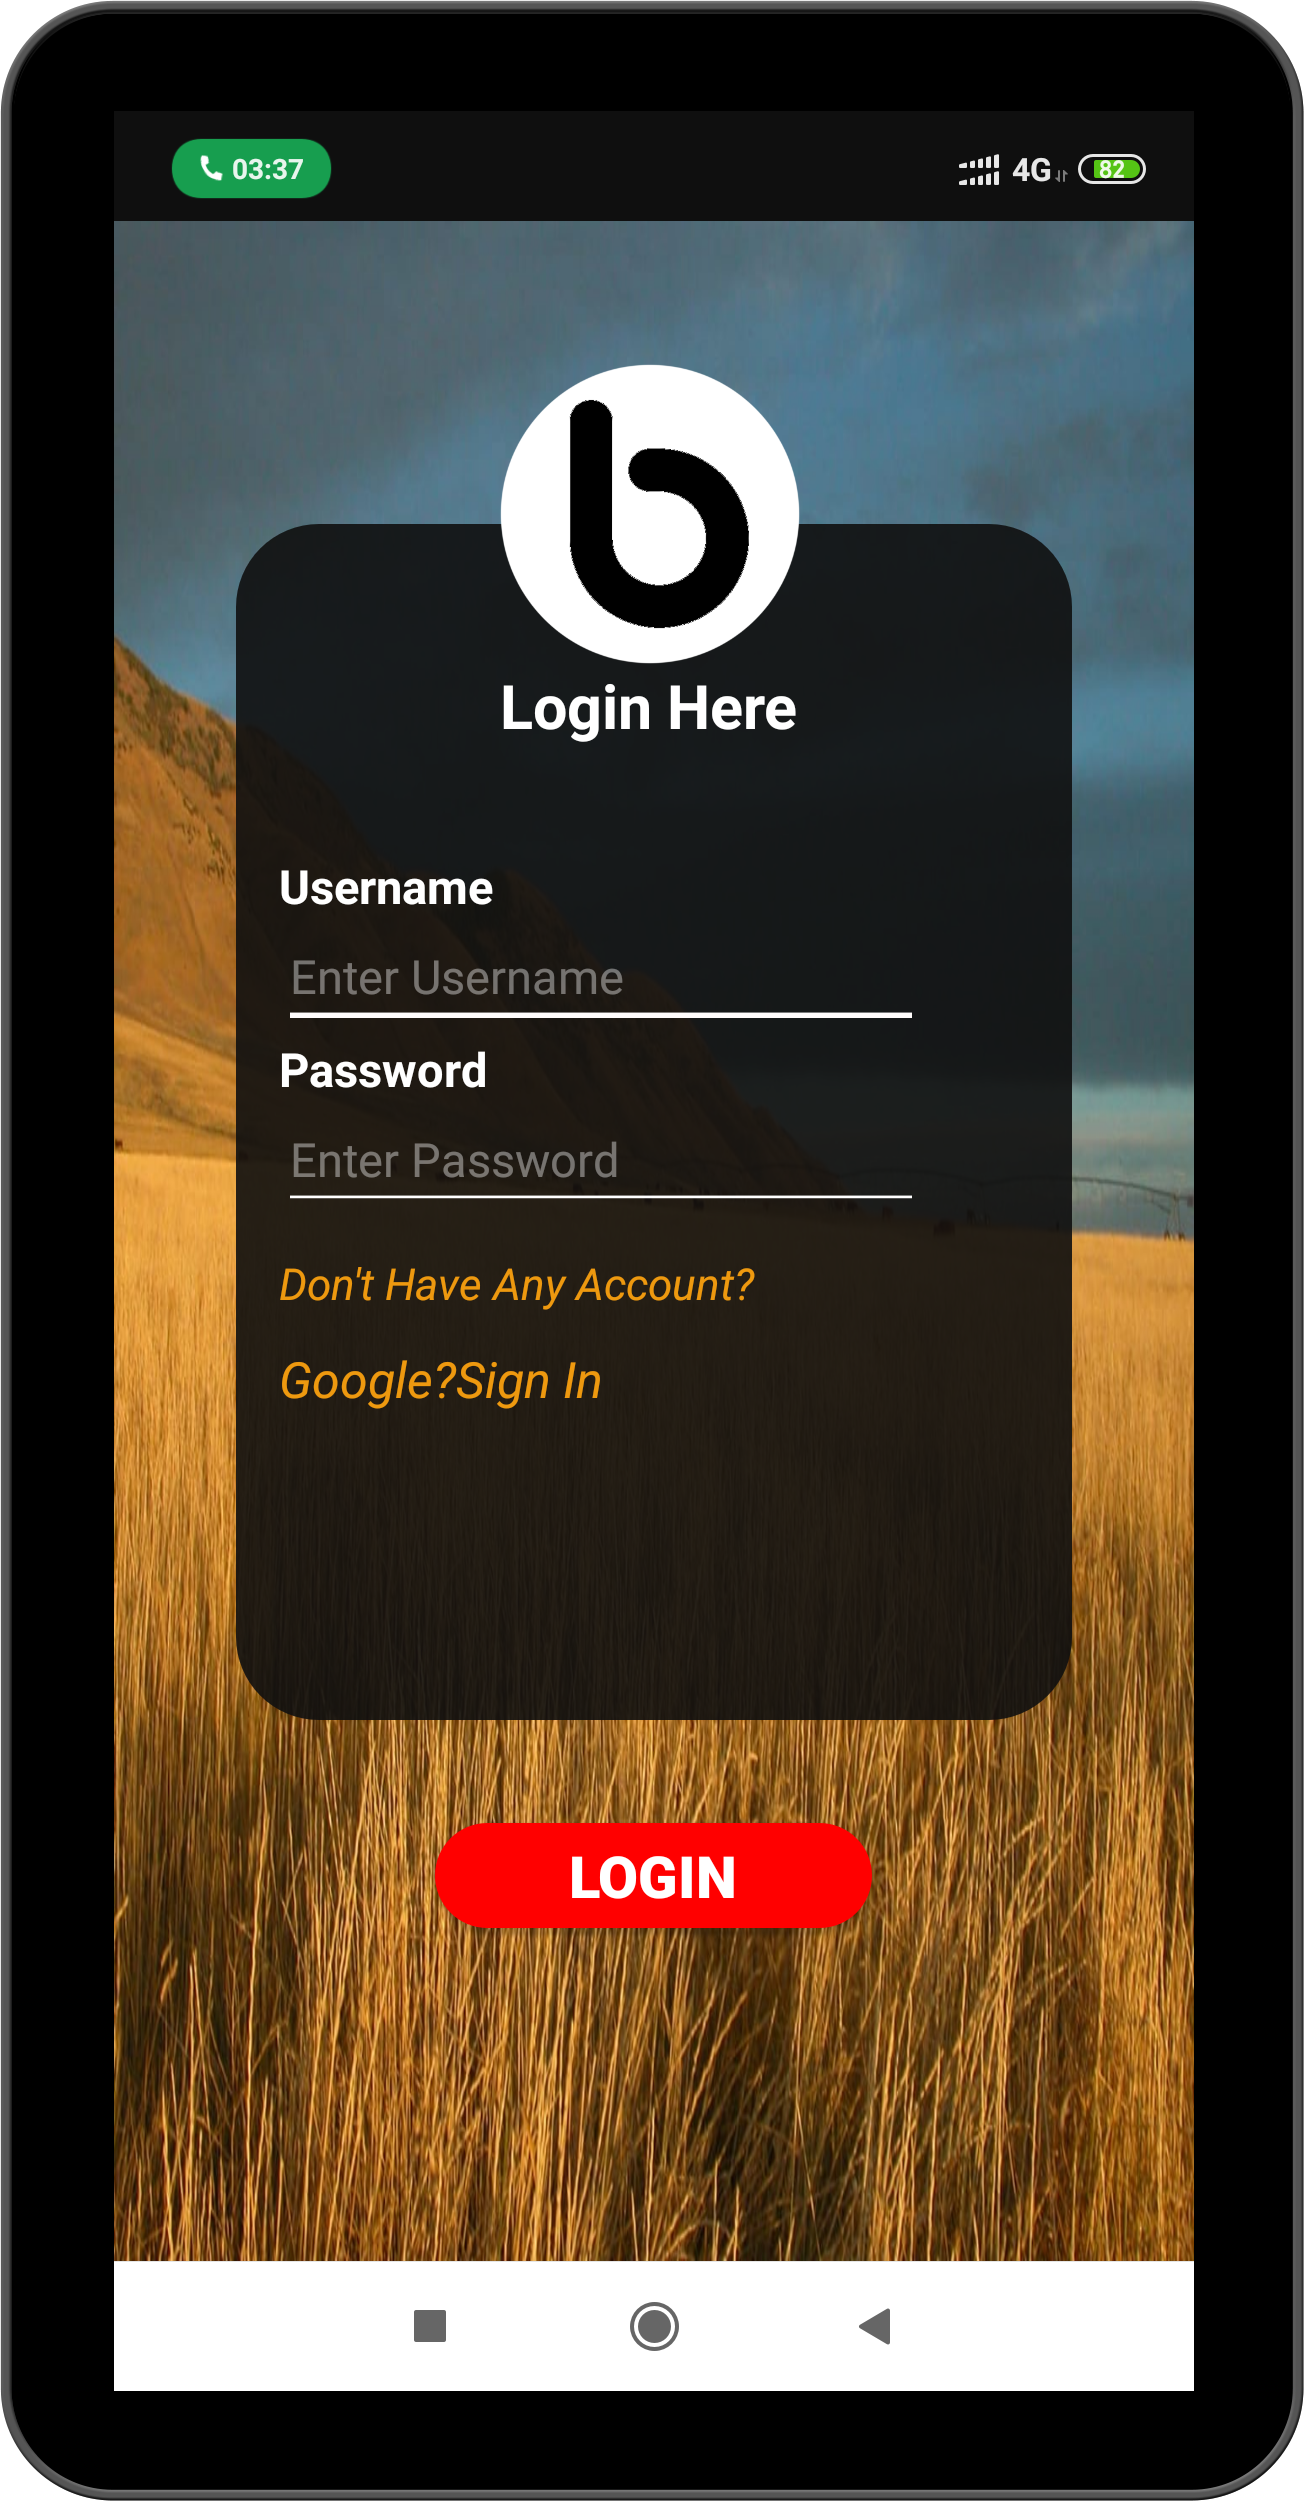 03:37 4G 82
b
Login Here
Username
Enter Username
Password
Enter Password
Don't Have Any Account?
Google?Sign In
LOGIN